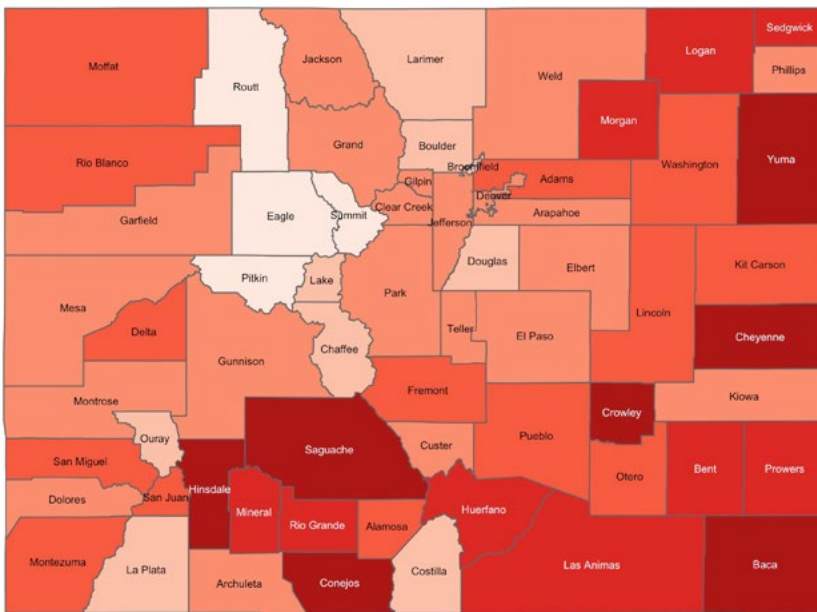 Sedgwick
Logan
Moffat
Jackson
Larimer
Phillips
Weld
Routt
Morgan
Grand
Boulder
Yuma
Rio Blanco
Broomfield
Washington
Gilpin
Adams
Denver
Clear Creek
Arapahoe
Garfield
Eagle
Summit
Jefferson
Douglas
Kit Carson
Elbert
Pitkin
Lake
Park
Mesa
Lincoln
Delta
Teller
El Paso
Cheyenne
Chaffee
Gunnison
Fremont
Kiowa
Montrose
Crowley
Ouray
Pueblo
Custer
Saguache
San Miguel
Otero
Bent
Prowers
Hinsdale
Dolores
San Juan
Mineral
Huerfano
Rio Grande
Alamosa
Montezuma
La Plata
Las Animas
Baca
Costilla
Archuleta
Conejos